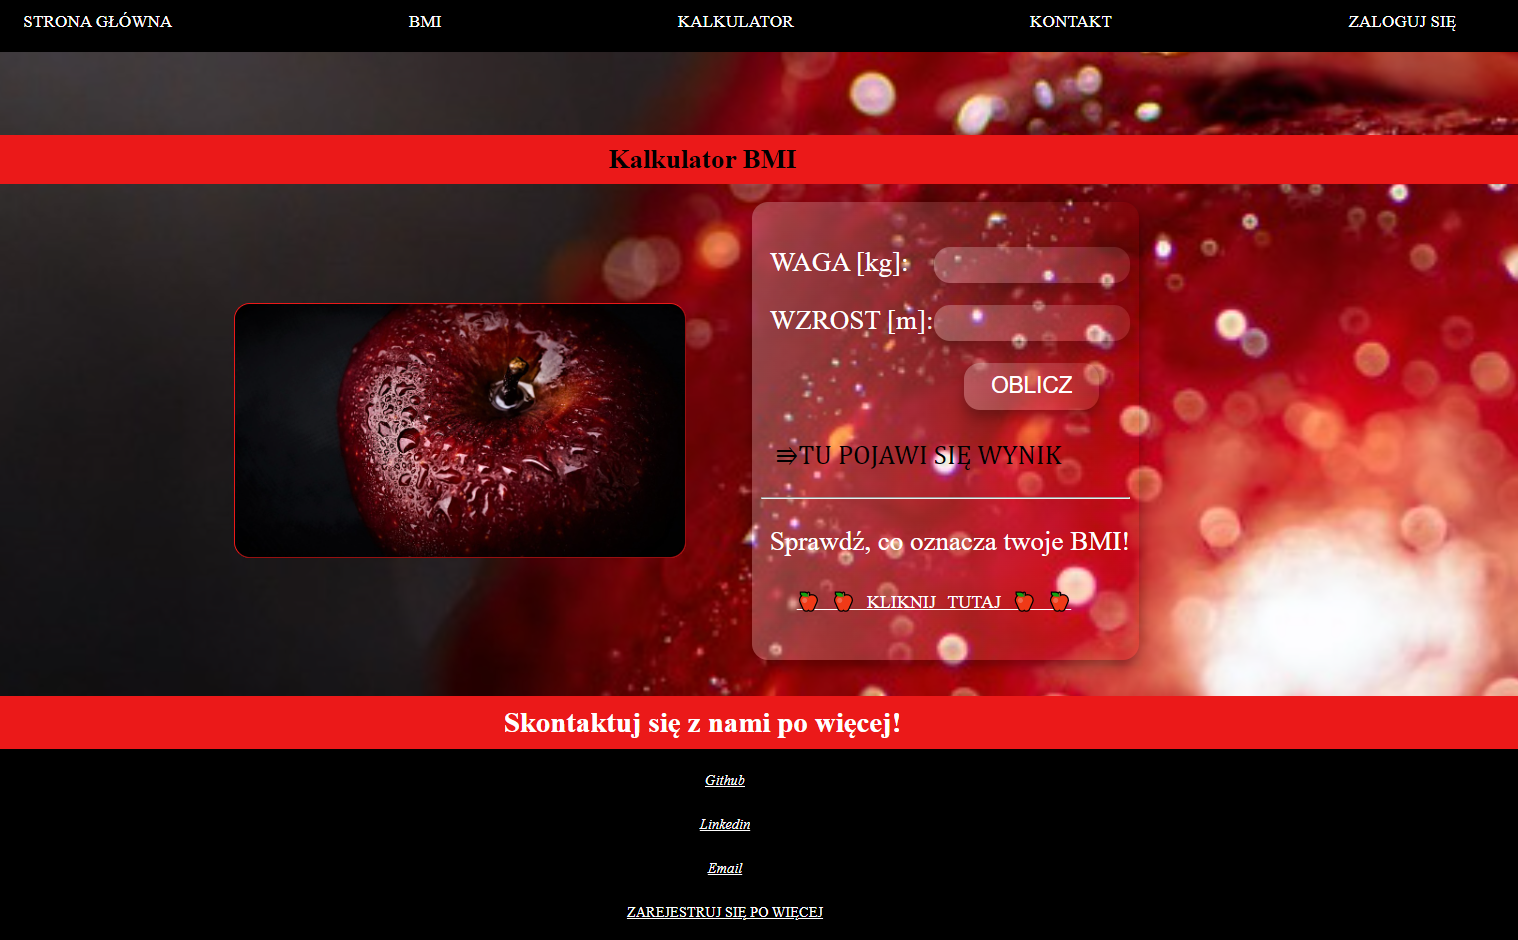 STRONA GŁÓWNA BMI KALKULATOR KONTAKT ZALOGUJ SIĘ
Kalkulator BMI
WAGA [kg]:
WZROST [m]:
OBLICZ
⇛TU POJAWI SIĘ WYNIK
Sprawdź, co oznacza twoje BMI!
🍎 🍎 KLIKNIJ TUTAJ 🍎 🍎
Skontaktuj się z nami po więcej!
Github
Linkedin
Email
ZAREJESTRUJ SIĘ PO WIĘCEJ